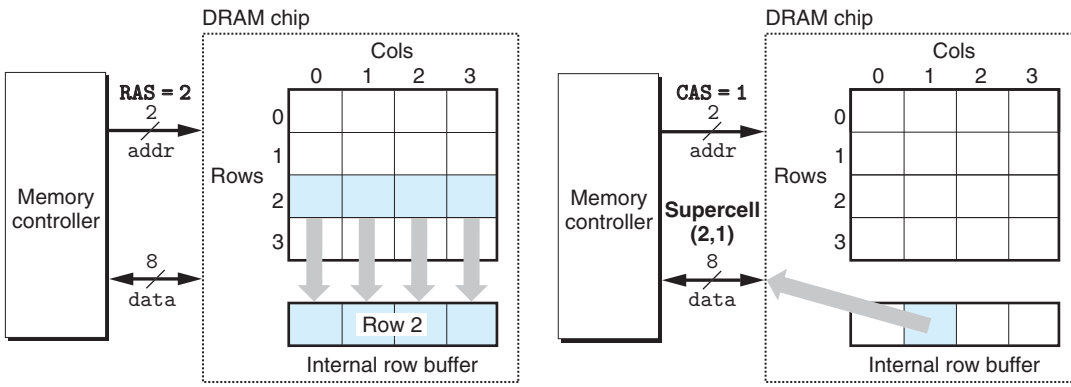 DRAM chip
Cols
0 1 2 3
RAS = 2
2
addr
0
1
Rows
2
3
Memory
controller
8
data
Row 2
Internal row buffer
DRAM chip
Cols
0 1 2 3
CAS = 1
2
addr
0
1
Rows
2
3
Memory
controller
Supercell
(2,1)
8
data
Internal row buffer